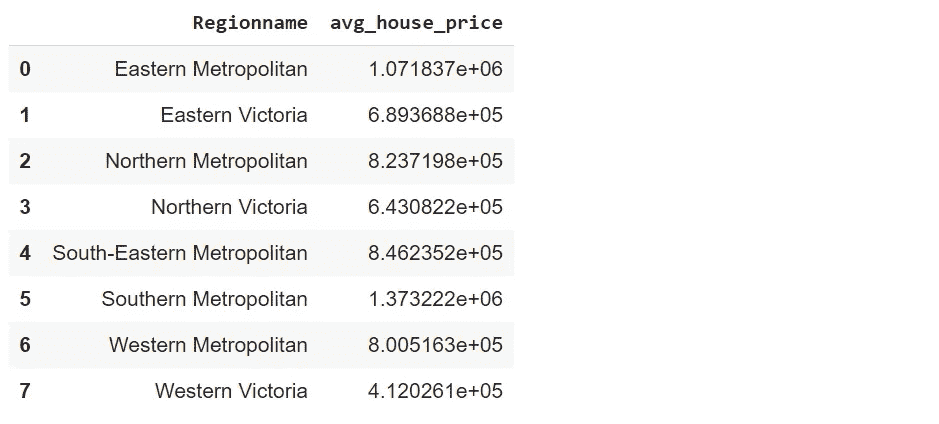 Regionname avg_house_price
0 Eastern Metropolitan 1.071837e+06
1 Eastern Victoria 6.893688e+05
2 Northern Metropolitan 8.237198e+05
3 Northern Victoria 6.430822e+05
4 South-Eastern Metropolitan 8.462352e+05
5 Southern Metropolitan 1.373222e+06
6 Western Metropolitan 8.005163e+05
7 Western Victoria 4.120261e+05